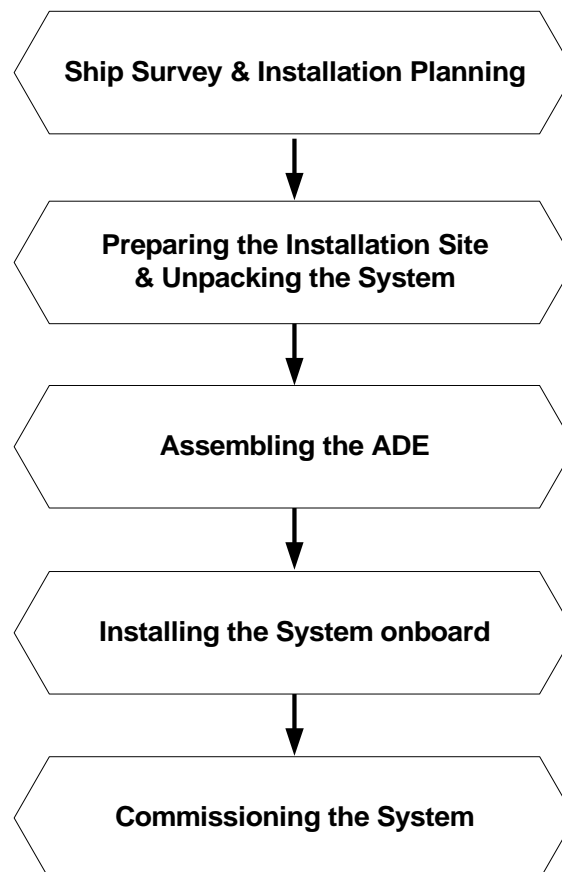 Ship Survey & Installation Planning
Preparing the Installation Site
& Unpacking the System
Assembling the ADE
Installing the System onboard
Commissioning the System